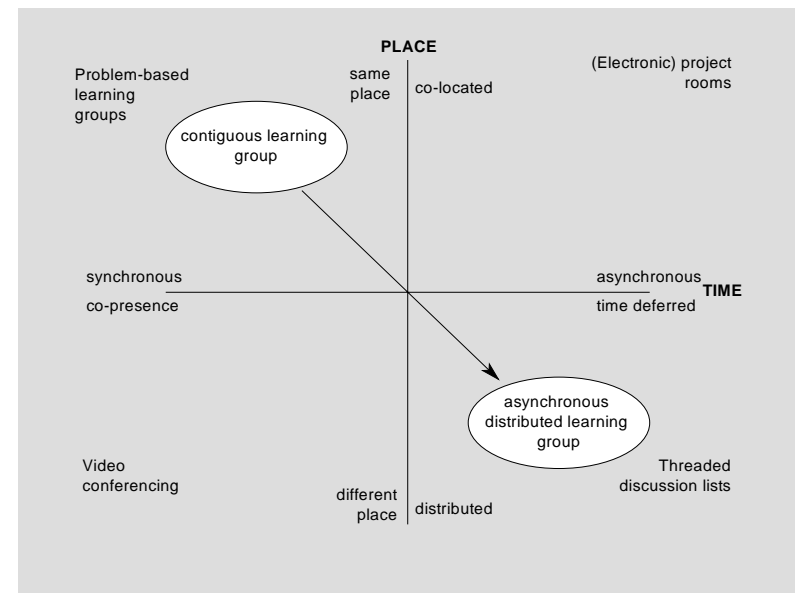 PLACE
Problem-based
learning
groups
same
place
co-located
(Electronic) project
rooms
contiguous learning
group
synchronous
co-presence
asynchronous
time deferred
TIME
asynchronous
distributed learning
group
Video
conferencing
different
place
distributed
Threaded
discussion lists